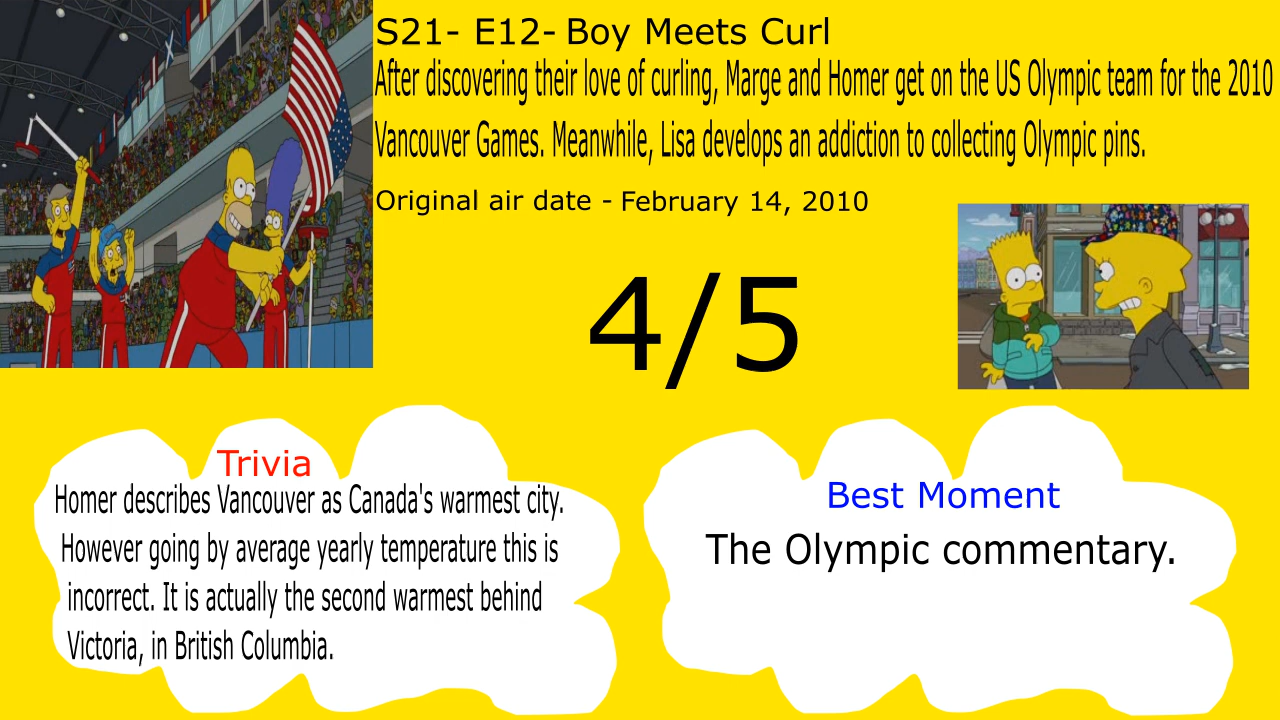 S21- E12- Boy Meets Curl
After discovering their love of curling, Marge and Homer get on the US Olympic team for the 2010
Vancouver Games. Meanwhile, Lisa develops an addiction to collecting Olympic pins.
Original air date - February 14, 2010
4/5
Trivia
Homer describes Vancouver as Canada's warmest city.
However going by average yearly temperature this is
incorrect. It is actually the second warmest behind
Victoria, in British Columbia.
Best Moment
The Olympic commentary.